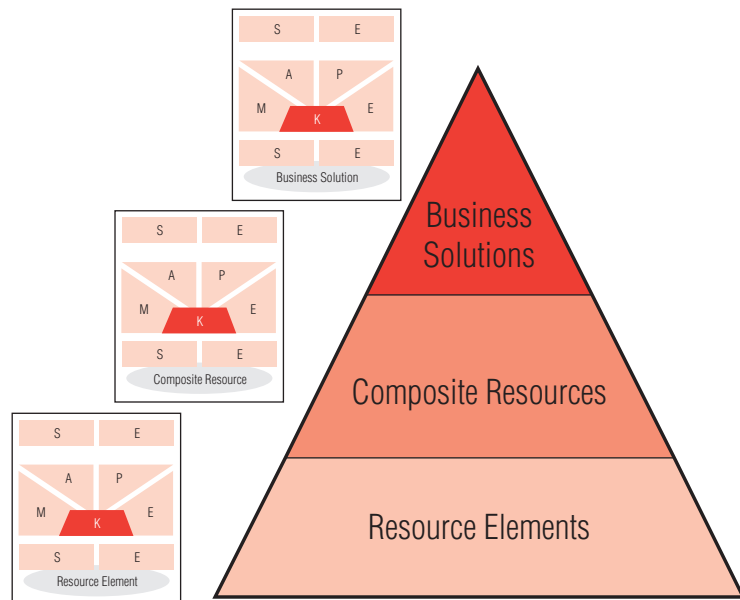 S E
A P
M E
K
S E
Business Solution
S E
A P
M E
K
S E
Composite Resource
S E
A P
M E
K
S E
Resource Element
Business
Solutions
Composite Resources
Resource Elements